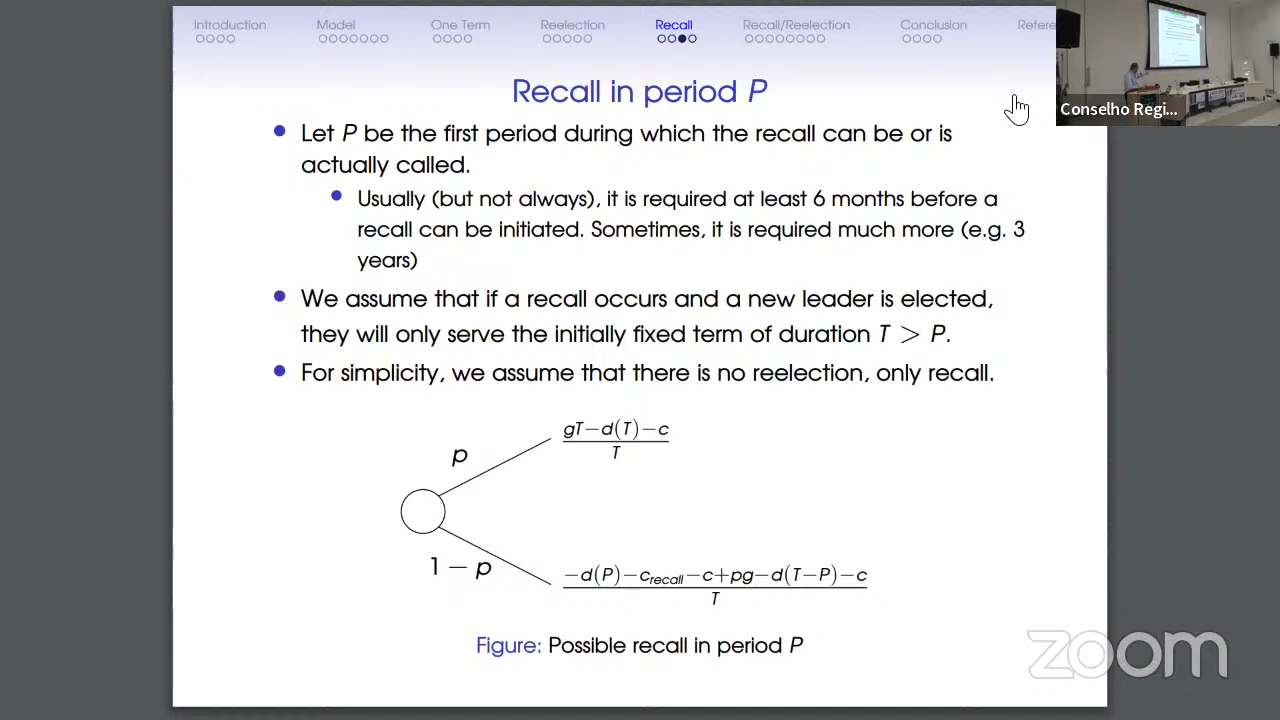 Introduction Model One Term Reelection Recall Recall/Reelection Conclusion Refere
Recall in period P
Let P be the first period during which the recall can be or is
actually called.
Usually (but not always), it is required at least 6 months before a
recall can be initiated. Sometimes, it is required much more (e.g. 3
years)
We assume that if a recall occurs and a new leader is elected,
they will only serve the initially fixed term of duration T > P.
For simplicity, we assume that there is no reelection, only recall.
p
gT−d(T)−c
T
1 − p
−d(P)−c_recall−c+pg−d(T−P)−c
T
Figure: Possible recall in period P
Conselho Regi...
zoom